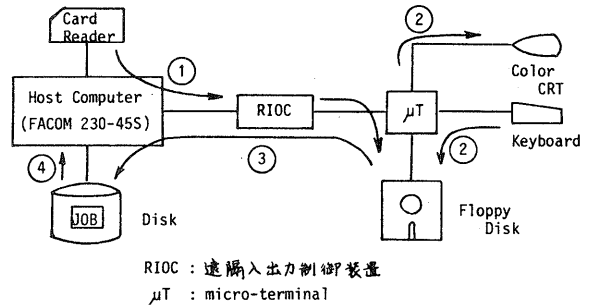 Card
Reader
Host Computer
(FACOM 230-45S)
①
RIOC
②
μT
Color
CRT
Keyboard
②
③
④
JOB
Disk
Floppy
Disk
RIOC : 遠隔入出力制御装置
μT : micro-terminal